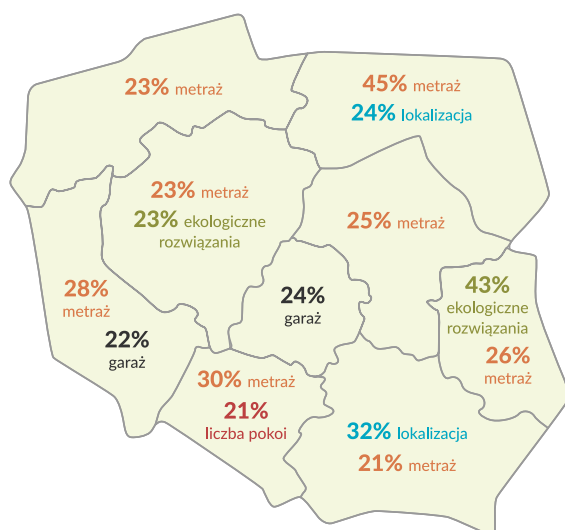 23% metraż
45% metraż
24% lokalizacja
23% metraż
23% ekologiczne
rozwiązania
25% metraż
28%
metraż
22%
garaż
24%
garaż
43%
ekologiczne
rozwiązania
26%
metraż
30% metraż
21%
liczba pokoi
32% lokalizacja
21% metraż